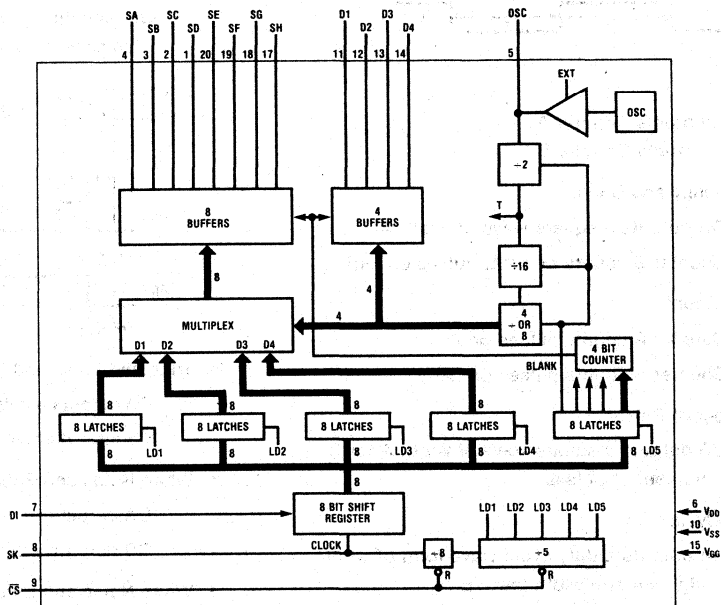 SA SB SC SD SE SF SG SH D1 D2 D3 D4 OSC
4 3 2 1 20 19 18 17 11 12 13 14 5
EXT
OSC
÷2
T
8
BUFFERS
4
BUFFERS
÷16
8
4
4
MULTIPLEX
D1 D2 D3 D4
÷ 4
OR
8
BLANK
4 BIT
COUNTER
8 8 8 8
8 LATCHES 8 LATCHES 8 LATCHES 8 LATCHES 8 LATCHES
LD1 LD2 LD3 LD4 LD5
8 8 8 8 8
8
DI 7
8 BIT SHIFT
REGISTER
LD1 LD2 LD3 LD4 LD5
6 VDD
10 VSS
15 VGG
SK 8
CLOCK
÷8
÷5
R R
CS 9